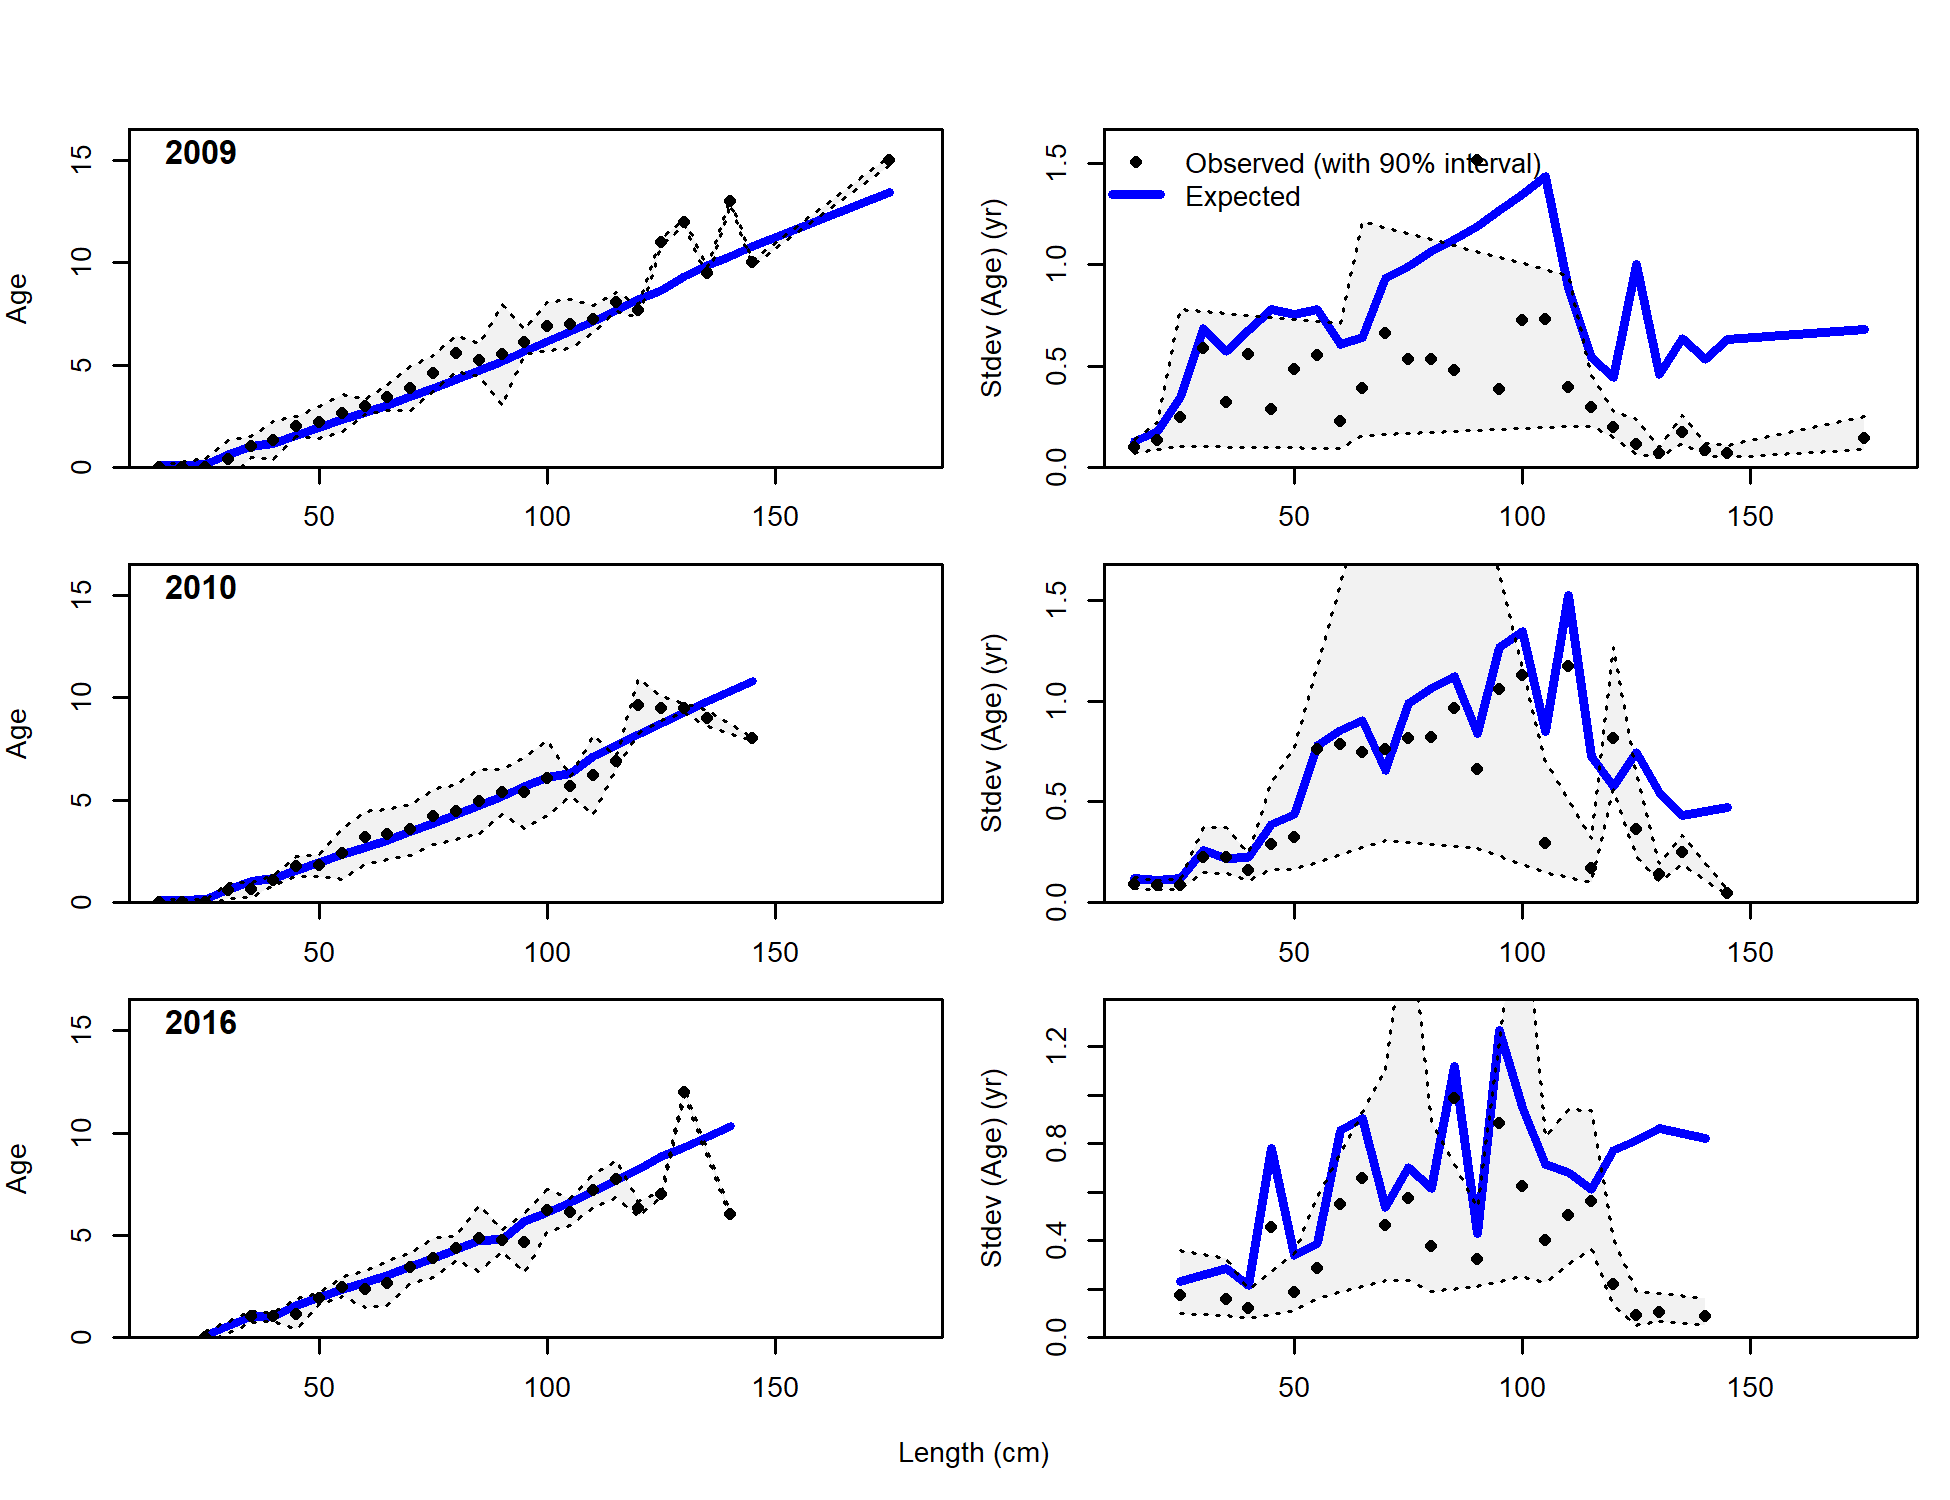 2009
Age
0 5 10 15
50 100 150
Observed (with 90% interval)
Expected
Stdev (Age) (yr)
0.0 0.5 1.0 1.5
50 100 150
2010
Age
0 5 10 15
50 100 150
Stdev (Age) (yr)
0.0 0.5 1.0 1.5
50 100 150
2016
Age
0 5 10 15
50 100 150
Stdev (Age) (yr)
0.0 0.4 0.8 1.2
50 100 150
Length (cm)